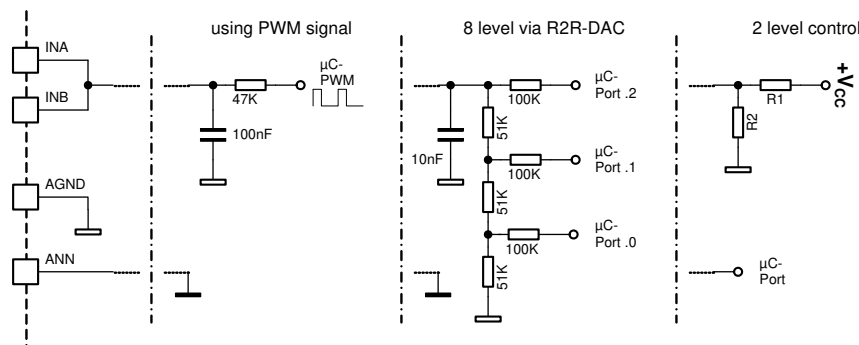 using PWM signal
8 level via R2R-DAC
2 level control
INA
INB
AGND
ANN
µC-
PWM
47K
100nF
µC-
Port .2
100K
51K
10nF
µC-
Port .1
100K
51K
µC-
Port .0
100K
51K
+VCC
R1
R2
µC-
Port